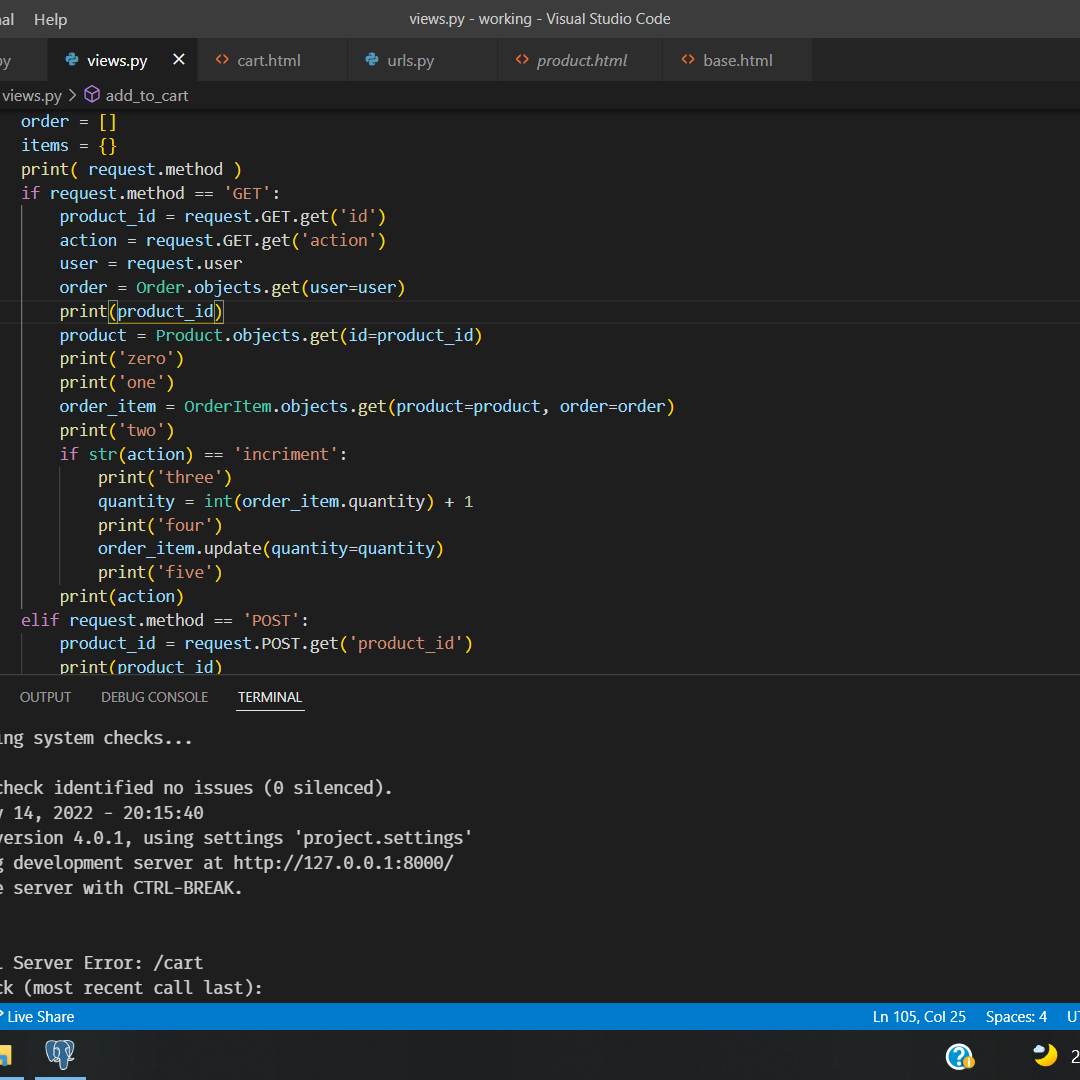 al Help views.py - working - Visual Studio Code
py views.py cart.html urls.py product.html base.html
views.py > add_to_cart
order = []
items = {}
print( request.method )
if request.method == 'GET':
product_id = request.GET.get('id')
action = request.GET.get('action')
user = request.user
order = Order.objects.get(user=user)
print(product_id)
product = Product.objects.get(id=product_id)
print('zero')
print('one')
order_item = OrderItem.objects.get(product=product, order=order)
print('two')
if str(action) == 'incriment':
print('three')
quantity = int(order_item.quantity) + 1
print('four')
order_item.update(quantity=quantity)
print('five')
print(action)
elif request.method == 'POST':
product_id = request.POST.get('product_id')
print(product_id)
OUTPUT DEBUG CONSOLE TERMINAL
ing system checks...
check identified no issues (0 silenced).
y 14, 2022 - 20:15:40
version 4.0.1, using settings 'project.settings'
g development server at http://127.0.0.1:8000/
e server with CTRL-BREAK.
l Server Error: /cart
ck (most recent call last):
Live Share Ln 105, Col 25 Spaces: 4 UT
2